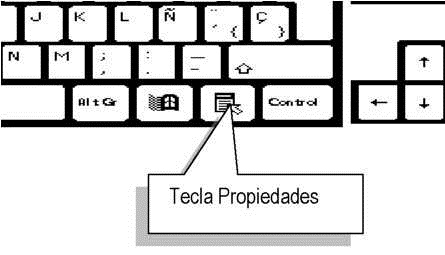 J K L Ñ ¨ { Ç }
N M ; , : . _ -
Alt Gr Control ← ↓ ↑
Tecla Propiedades